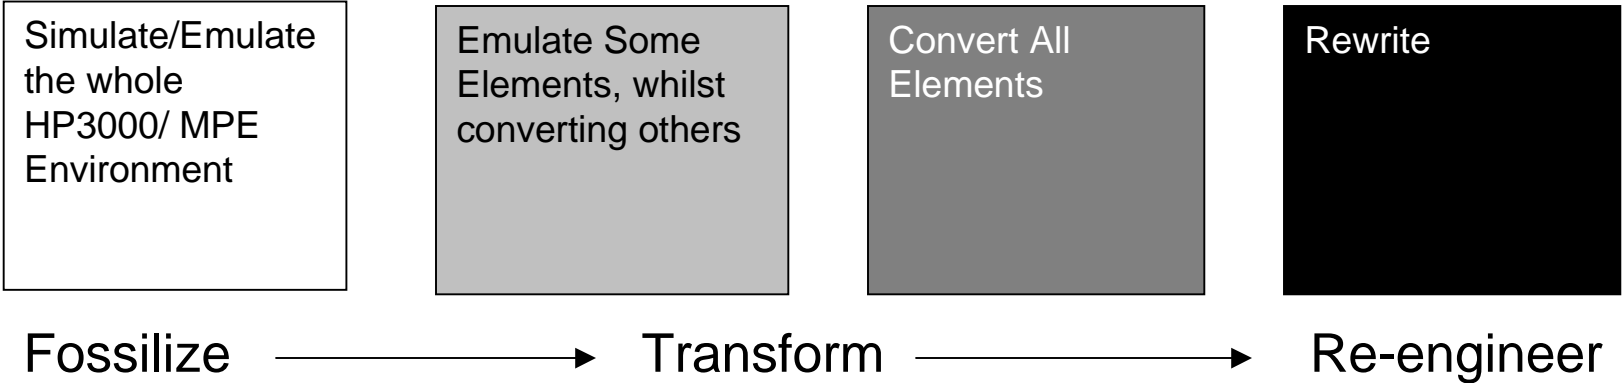 Simulate/Emulate
the whole
HP3000/ MPE
Environment
Emulate Some
Elements, whilst
converting others
Convert All
Elements
Rewrite
Fossilize
Transform
Re-engineer